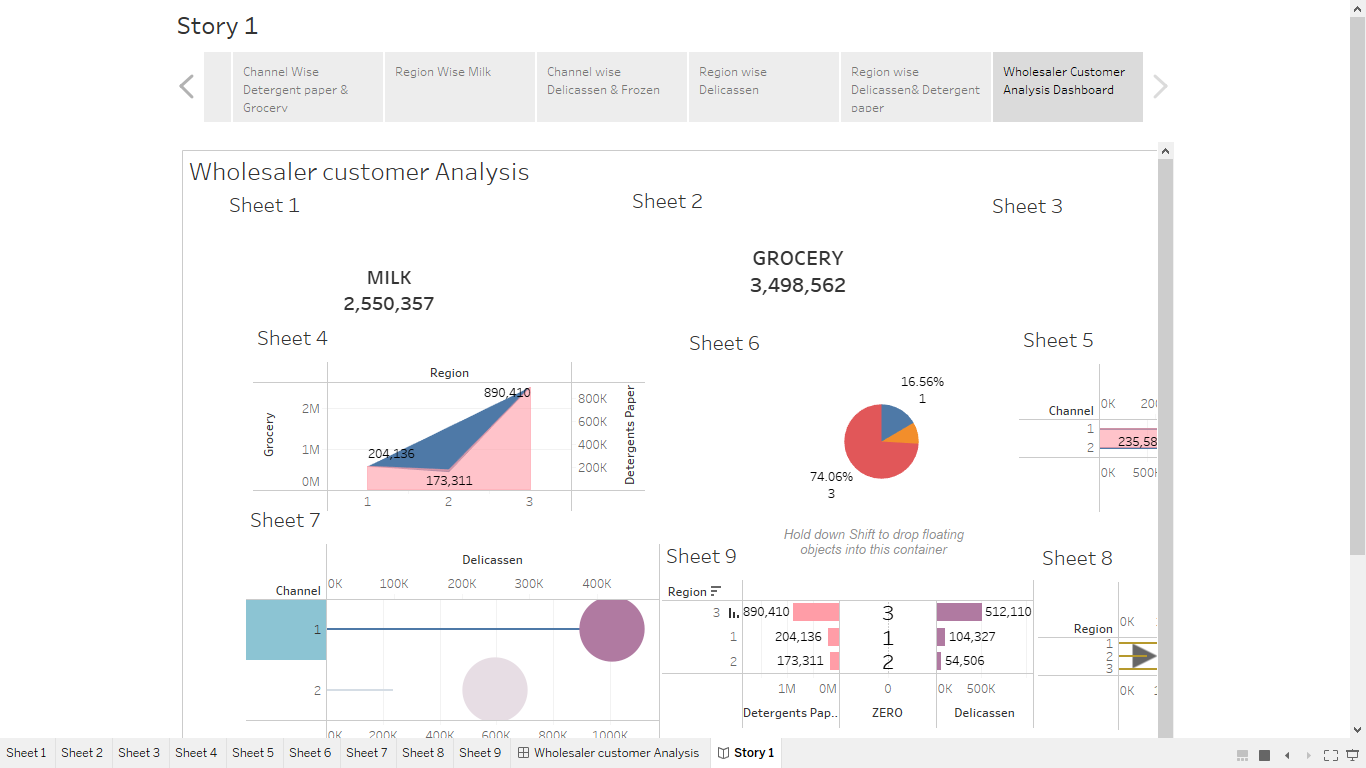 Story 1
Channel Wise
Detergent paper &
Grocery
Region Wise Milk
Channel wise
Delicassen & Frozen
Region wise
Delicassen
Region wise
Delicassen& Detergent
paper
Wholesaler Customer
Analysis Dashboard
Wholesaler customer Analysis
Sheet 1
Sheet 2
Sheet 3
MILK
2,550,357
GROCERY
3,498,562
Sheet 4
Region
Grocery
2M
1M
0M
890,410
204,136
173,311
800K
600K
400K
200K
Detergents Paper
1 2 3
Sheet 6
16.56%
1
74.06%
3
Sheet 5
0K 200
Channel
1
2
235,58
0K 500K
Sheet 7
Delicassen
0K 100K 200K 300K 400K
Channel
1
2
0K 200K 400K 600K 800K 1000K
Hold down Shift to drop floating
objects into this container
Sheet 9
Region
3 890,410 3 512,110
1 204,136 1 104,327
2 173,311 2 54,506
1M 0M 0 0K 500K
Detergents Pap.. ZERO Delicassen
Sheet 8
0K
Region
1
2
3
0K
Sheet 1 Sheet 2 Sheet 3 Sheet 4 Sheet 5 Sheet 6 Sheet 7 Sheet 8 Sheet 9 Wholesaler customer Analysis Story 1